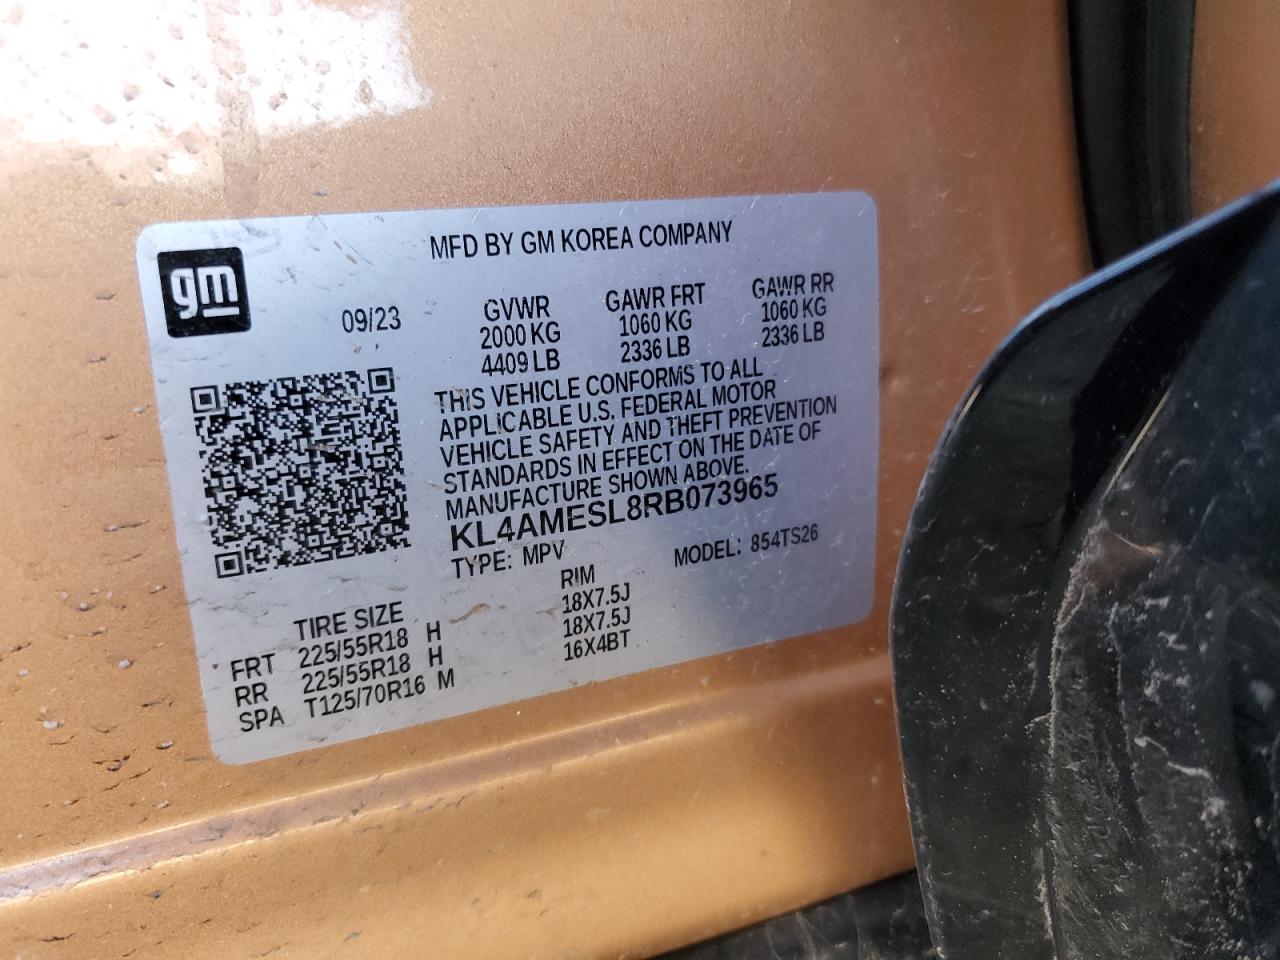 gm
MFD BY GM KOREA COMPANY
09/23
GVWR GAWR FRT GAWR RR
2000 KG 1060 KG 1060 KG
4409 LB 2336 LB 2336 LB
THIS VEHICLE CONFORMS TO ALL
APPLICABLE U.S. FEDERAL MOTOR
VEHICLE SAFETY AND THEFT PREVENTION
STANDARDS IN EFFECT ON THE DATE OF
MANUFACTURE SHOWN ABOVE.
KL4AMESL8RB073965
TYPE: MPV MODEL: 854TS26
TIRE SIZE RIM
FRT 225/55R18 H 18X7.5J
RR 225/55R18 H 18X7.5J
SPA T125/70R16 M 16X4BT